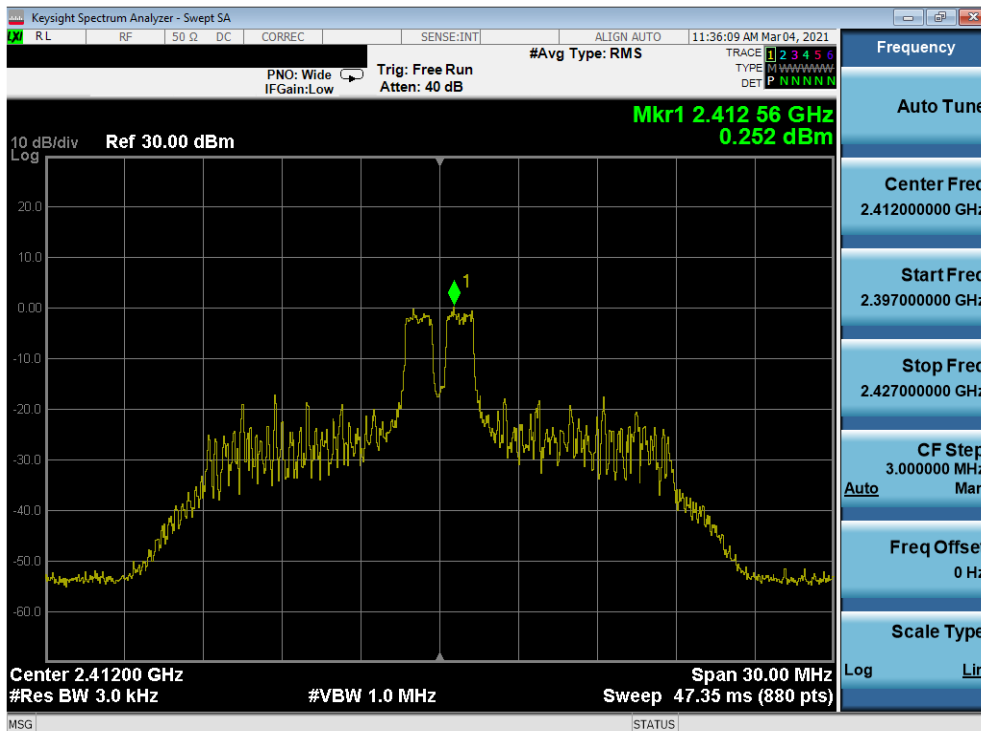 Keysight Spectrum Analyzer - Swept SA
LXI RL RF 50 Ω DC CORREC SENSE:INT ALIGN AUTO 11:36:09 AM Mar 04, 2021
#Avg Type: RMS TRACE 1 2 3 4 5 6
PNO: Wide Trig: Free Run TYPE M WWWWW
IFGain:Low Atten: 40 dB DET P N N N N N
Mkr1 2.412 56 GHz
0.252 dBm
10 dB/div Ref 30.00 dBm
Log
20.0
10.0
1
0.00
-10.0
-20.0
-30.0
-40.0
-50.0
-60.0
Center 2.41200 GHz Span 30.00 MHz
#Res BW 3.0 kHz #VBW 1.0 MHz Sweep 47.35 ms (880 pts)
MSG STATUS
Frequency
Auto Tune
Center Freq
2.412000000 GHz
Start Freq
2.397000000 GHz
Stop Freq
2.427000000 GHz
CF Step
3.000000 MHz
Auto Man
Freq Offset
0 Hz
Scale Type
Log Lin